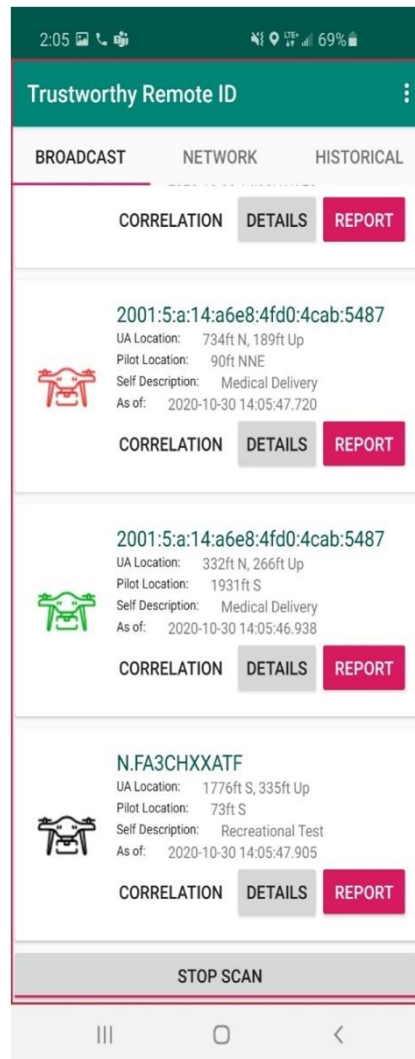 2:05 LTE+ 69%
Trustworthy Remote ID
BROADCAST NETWORK HISTORICAL
CORRELATION DETAILS REPORT
2001:5:a:14:a6e8:4fd0:4cab:5487
UA Location: 734ft N, 189ft Up
Pilot Location: 90ft NNE
Self Description: Medical Delivery
As of: 2020-10-30 14:05:47.720
CORRELATION DETAILS REPORT
2001:5:a:14:a6e8:4fd0:4cab:5487
UA Location: 332ft N, 266ft Up
Pilot Location: 1931ft S
Self Description: Medical Delivery
As of: 2020-10-30 14:05:46.938
CORRELATION DETAILS REPORT
N.FA3CHXXATF
UA Location: 1776ft S, 335ft Up
Pilot Location: 73ft S
Self Description: Recreational Test
As of: 2020-10-30 14:05:47.905
CORRELATION DETAILS REPORT
STOP SCAN